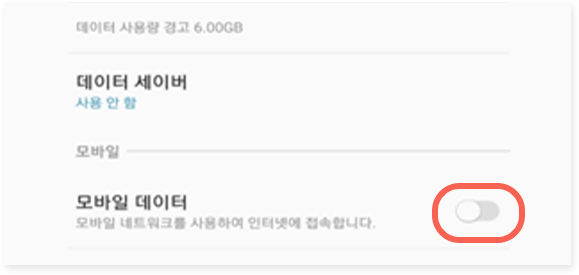 데이터 사용량 경고 6.00GB
데이터 세이버
사용 안 함
모바일
모바일 데이터
모바일 네트워크를 사용하여 인터넷에 접속합니다.